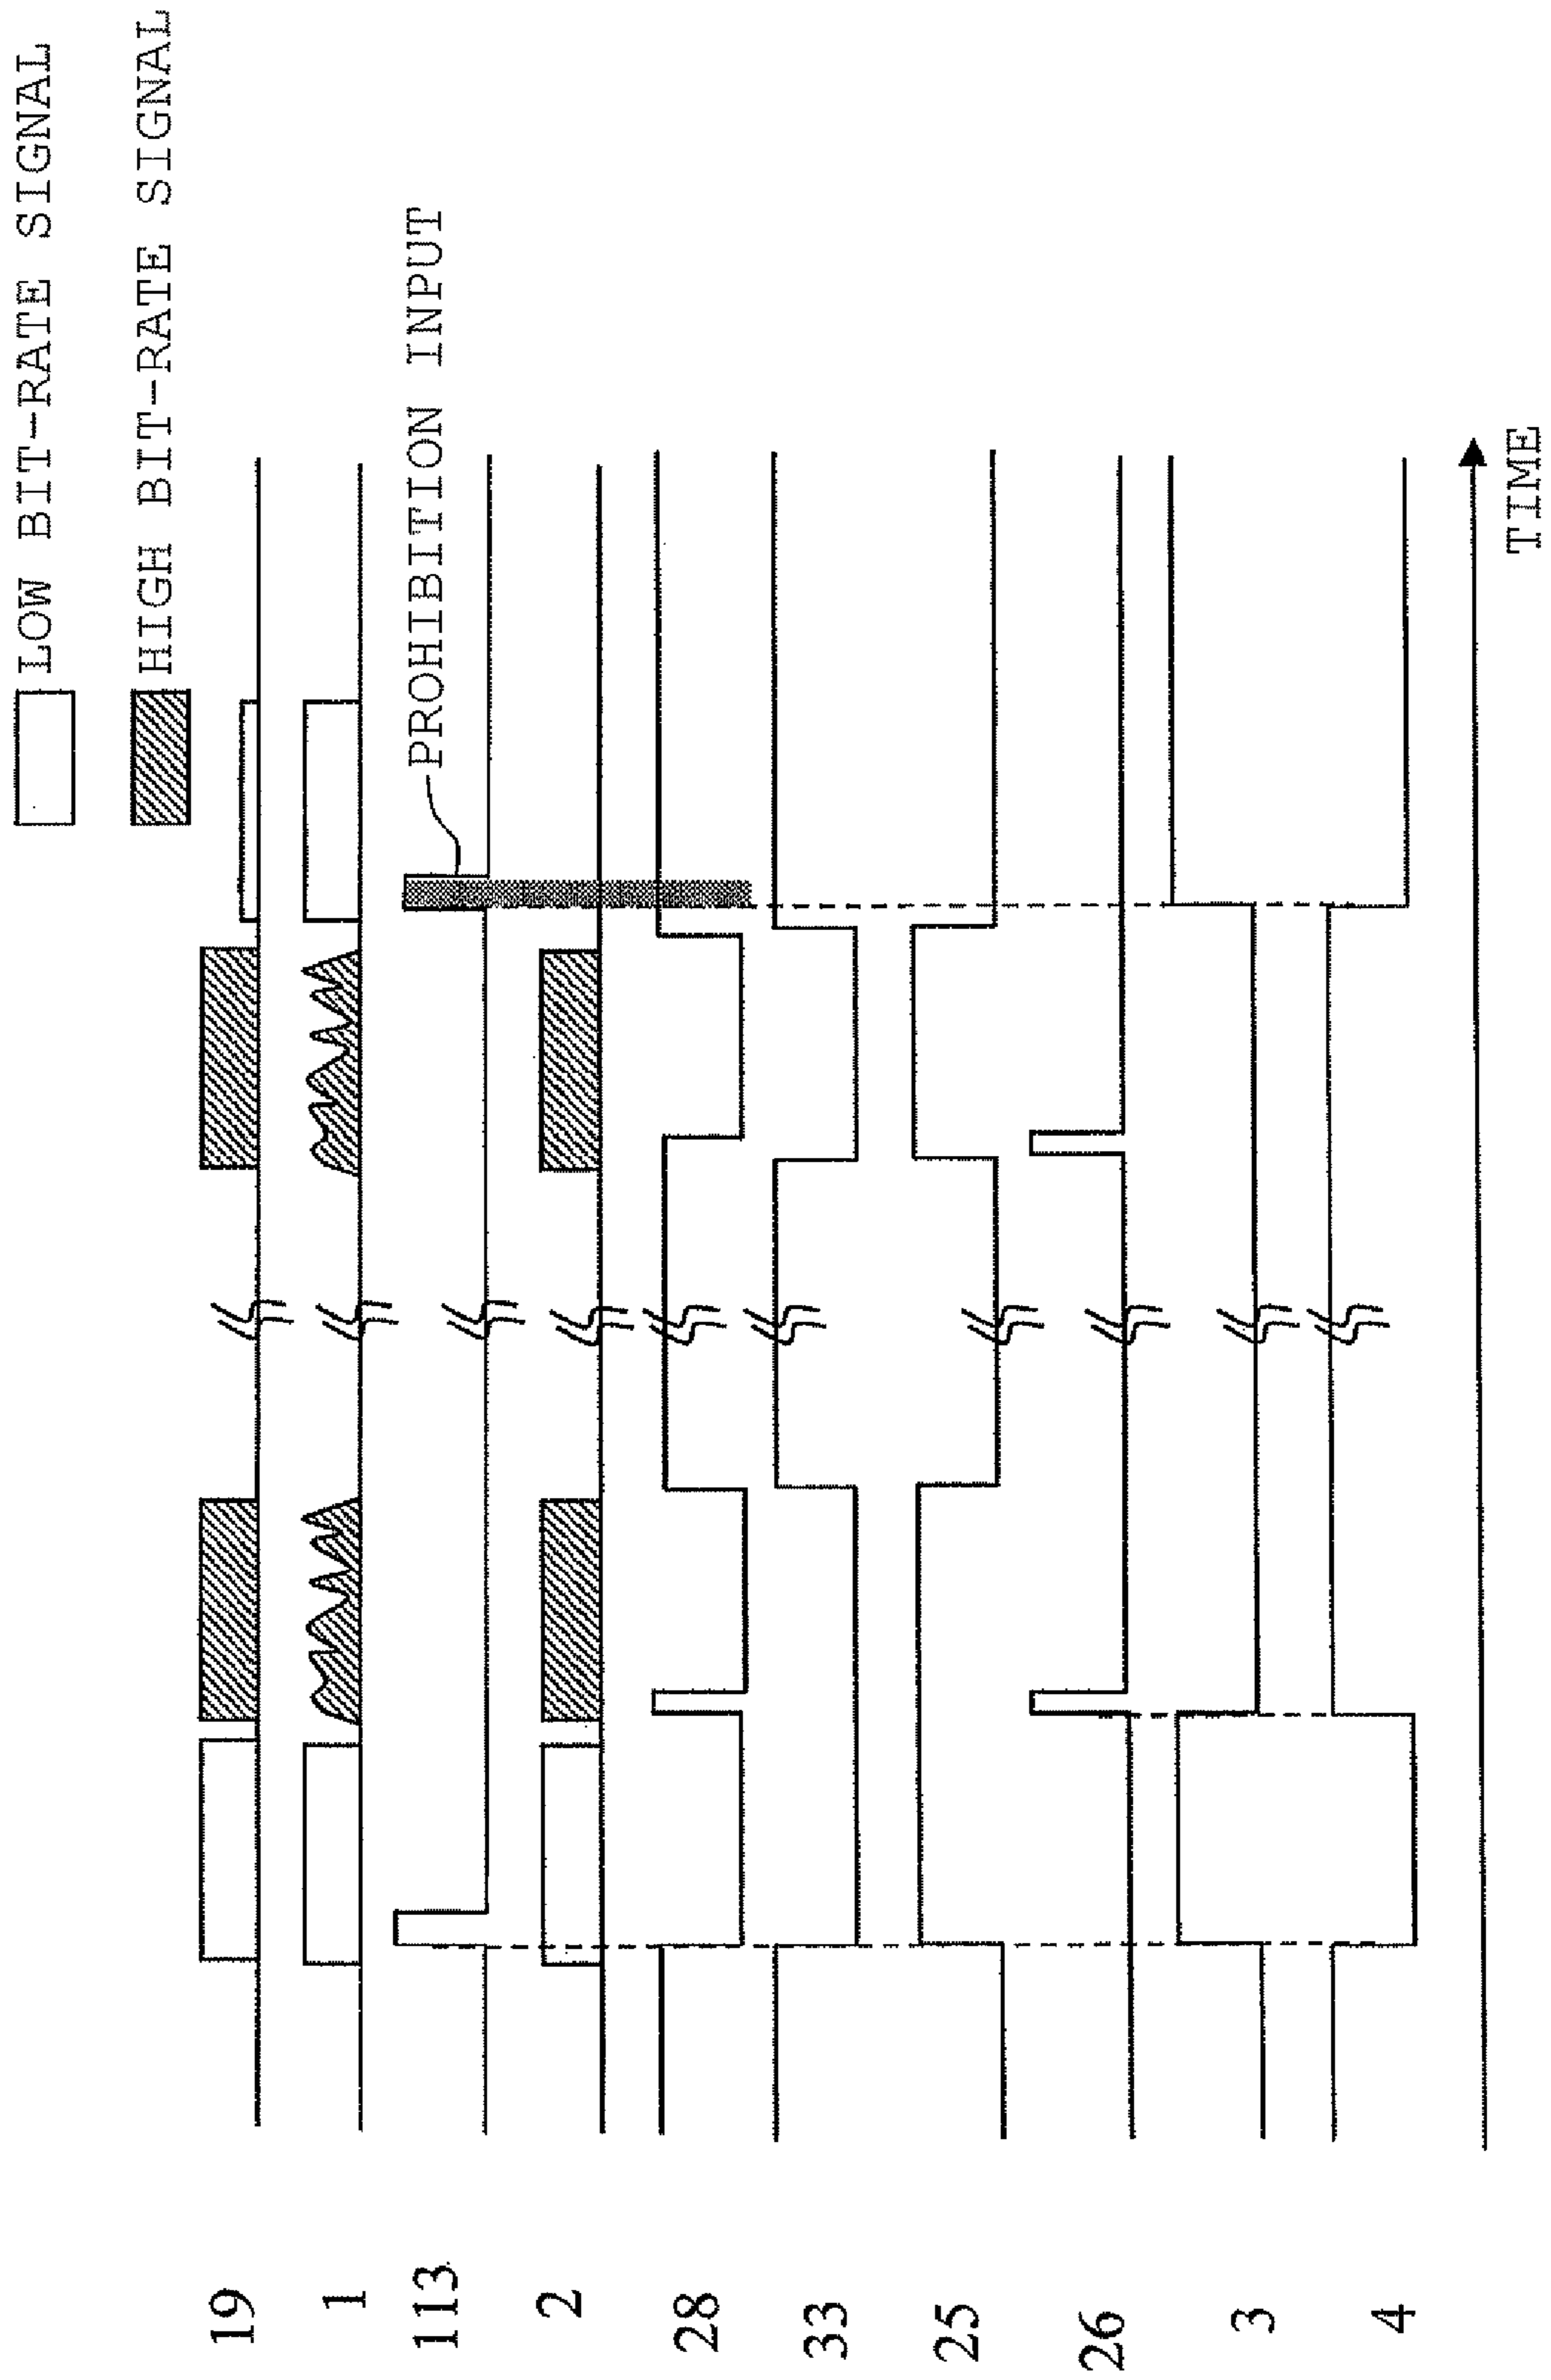 LOW BIT-RATE SIGNAL
HIGH BIT-RATE SIGNAL
PROHIBITION INPUT
19
1
113
2
28
33
25
26
3
4
TIME